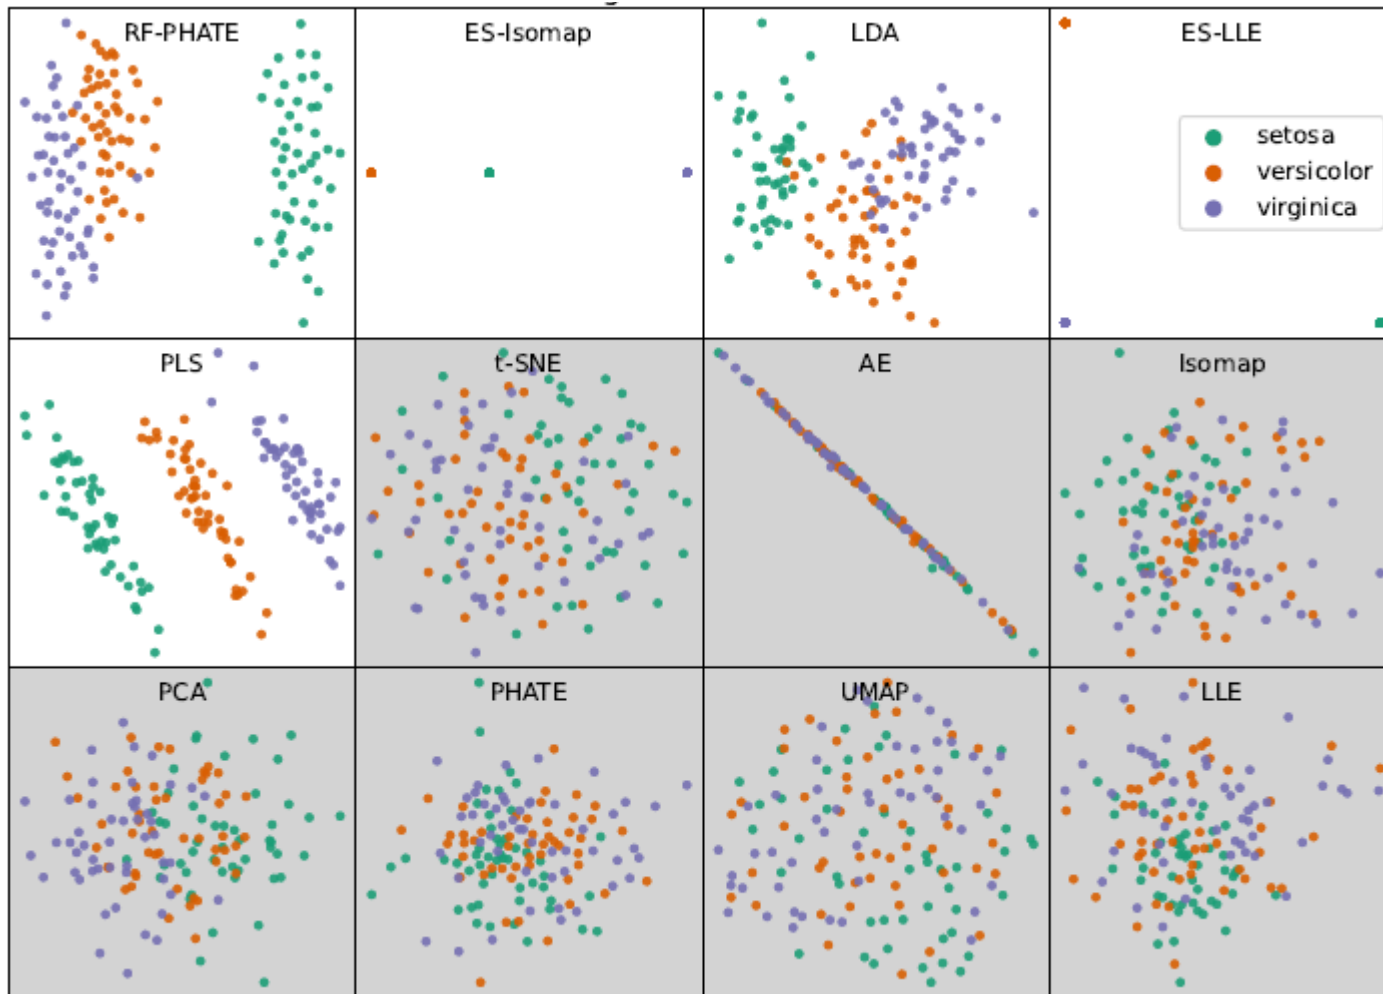 RF-PHATE
ES-Isomap
LDA
ES-LLE
setosa
versicolor
virginica
PLS
t-SNE
AE
Isomap
PCA
PHATE
UMAP
LLE